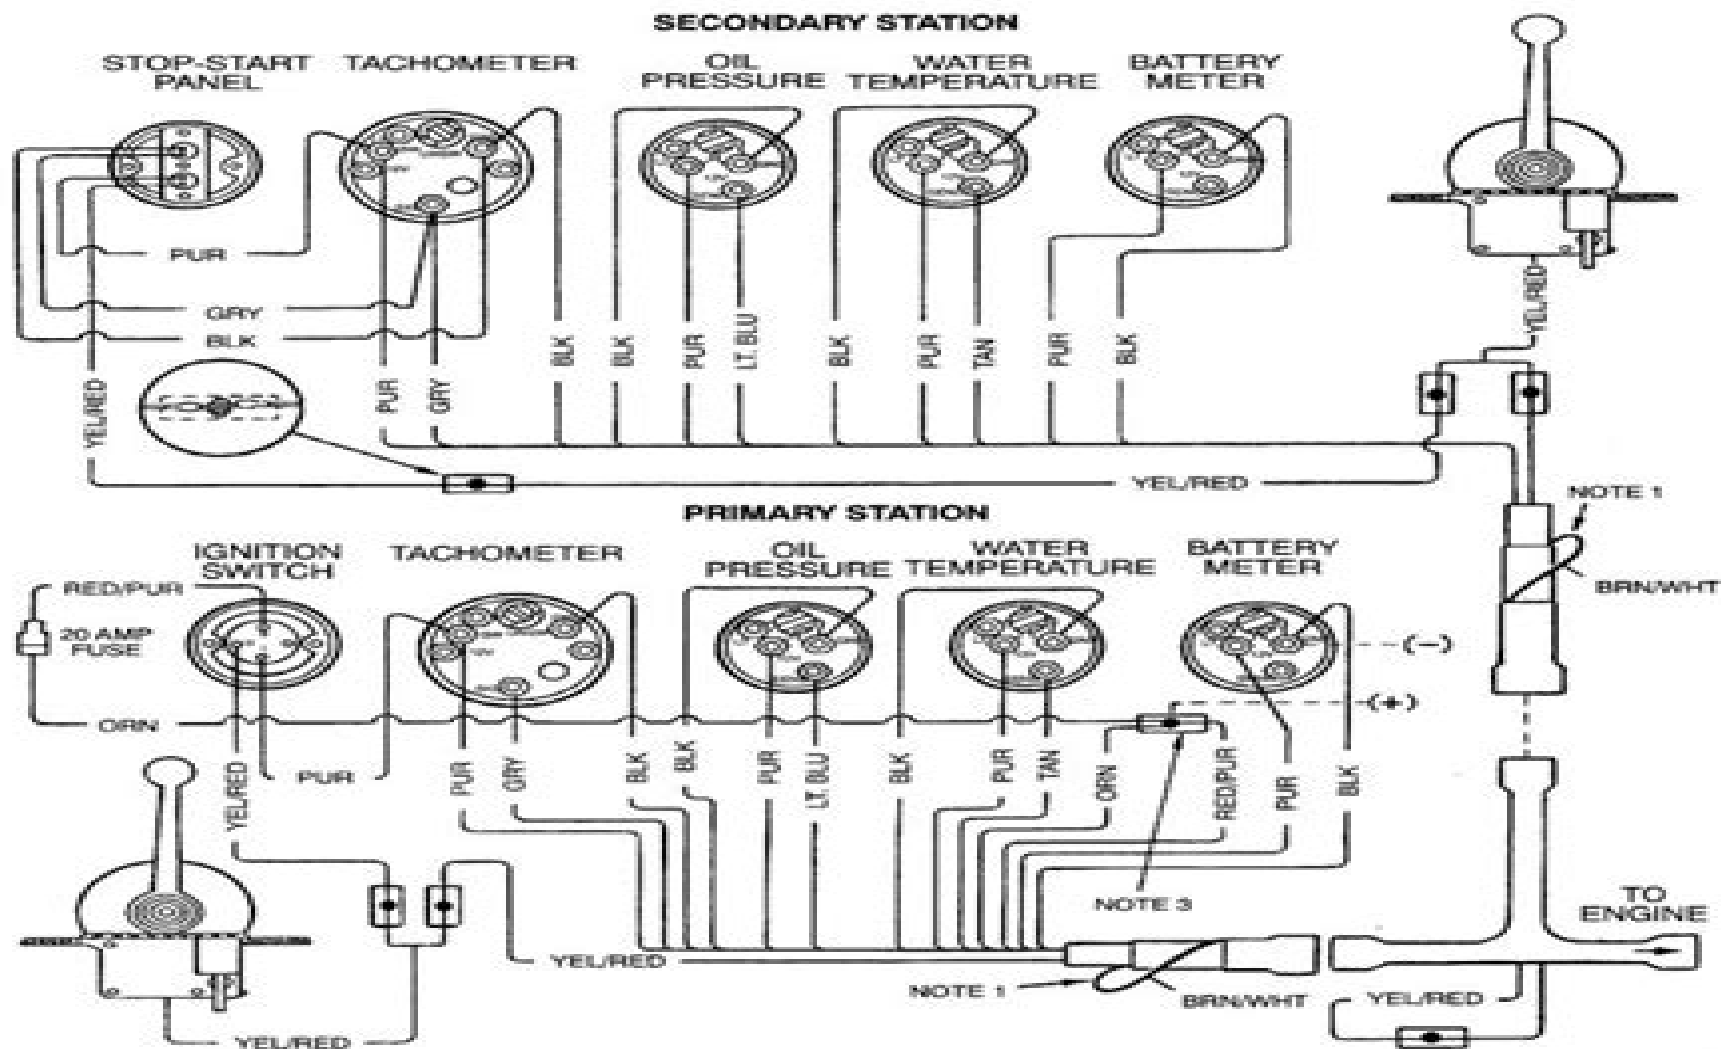 SECONDARY STATION
STOP-START
PANEL
TACHOMETER
OIL
PRESSURE
WATER
TEMPERATURE
BATTERY
METER
PUR
GRY
BLK
YEL/RED
PUR
GRY
BLK
BLK
PUR
LT. BLU
BLK
PUR
TAN
PUR
BLK
YEL/RED
YEL/RED
NOTE 1
BRN/WHT
PRIMARY STATION
IGNITION
SWITCH
TACHOMETER
OIL
PRESSURE
WATER
TEMPERATURE
BATTERY
METER
RED/PUR
20 AMP
FUSE
ORN
(-)
(+)
YEL/RED
PUR
PUR
GRY
BLK
BLK
PUR
LT. BLU
BLK
PUR
TAN
ORN
RED/PUR
PUR
BLK
NOTE 3
TO
ENGINE
YEL/RED
NOTE 1
BRN/WHT
YEL/RED
YEL/RED